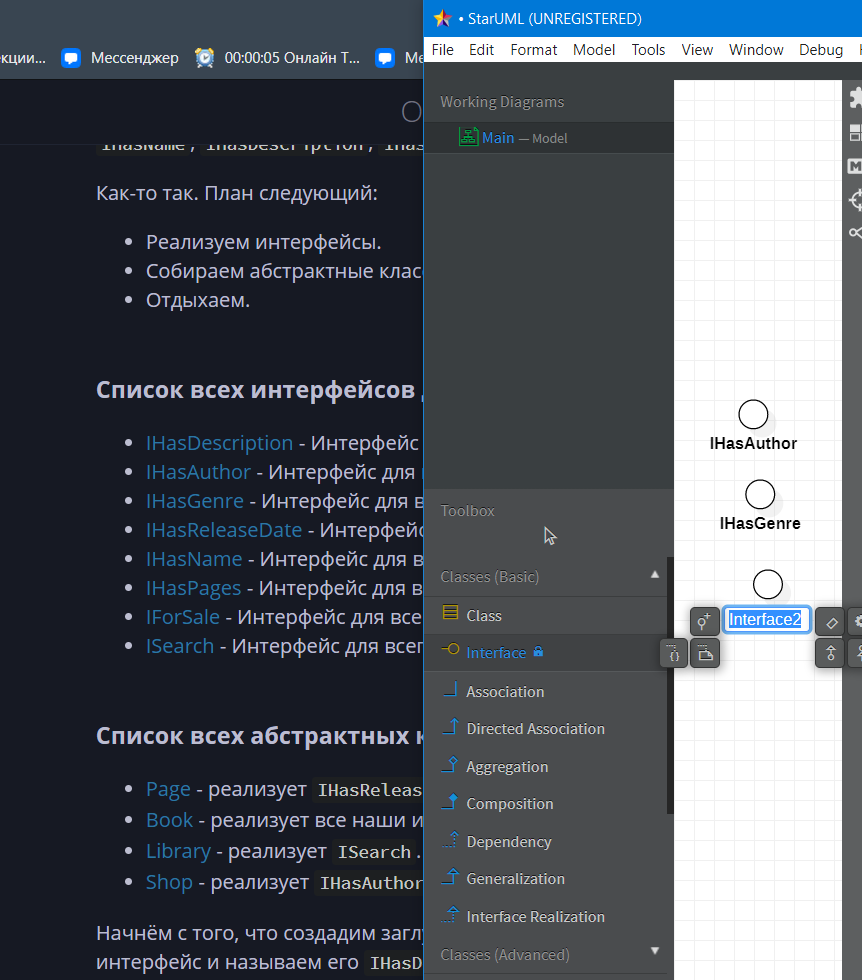 кции...
Мессенджер
00:00:05 Онлайн Т...
• StarUML (UNREGISTERED)
File Edit Format Model Tools View Window Debug
IHasName, IHasDescription, IHas
Как-то так. План следующий:
Реализуем интерфейсы.
Собираем абстрактные клас
Отдыхаем.
Список всех интерфейсов
IHasDescription - Интерфейс
IHasAuthor - Интерфейс для
IHasGenre - Интерфейс для в
IHasReleaseDate - Интерфейс
IHasName - Интерфейс для в
IHasPages - Интерфейс для в
IForSale - Интерфейс для все
ISearch - Интерфейс для всег
Список всех абстрактных к
Page - реализует IHasReleas
Book - реализует все наши и
Library - реализует ISearch.
Shop - реализует IHasAuthor
Начнём с того, что создадим загл
интерфейс и называем его IHasD
Working Diagrams
Main — Model
Toolbox
Classes (Basic)
Class
Interface
Association
Directed Association
Aggregation
Composition
Dependency
Generalization
Interface Realization
Classes (Advanced)
IHasAuthor
IHasGenre
Interface2